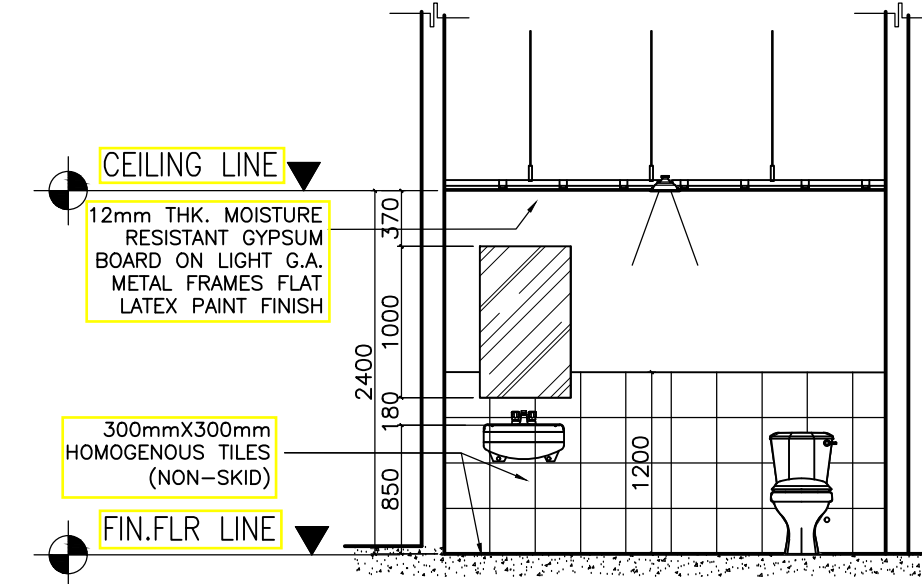 CEILING LINE
12mm THK. MOISTURE
RESISTANT GYPSUM
BOARD ON LIGHT G.A.
METAL FRAMES FLAT
LATEX PAINT FINISH
370
1000
2400
180
300mmX300mm
HOMOGENOUS TILES
(NON-SKID)
850
1200
FIN.FLR LINE